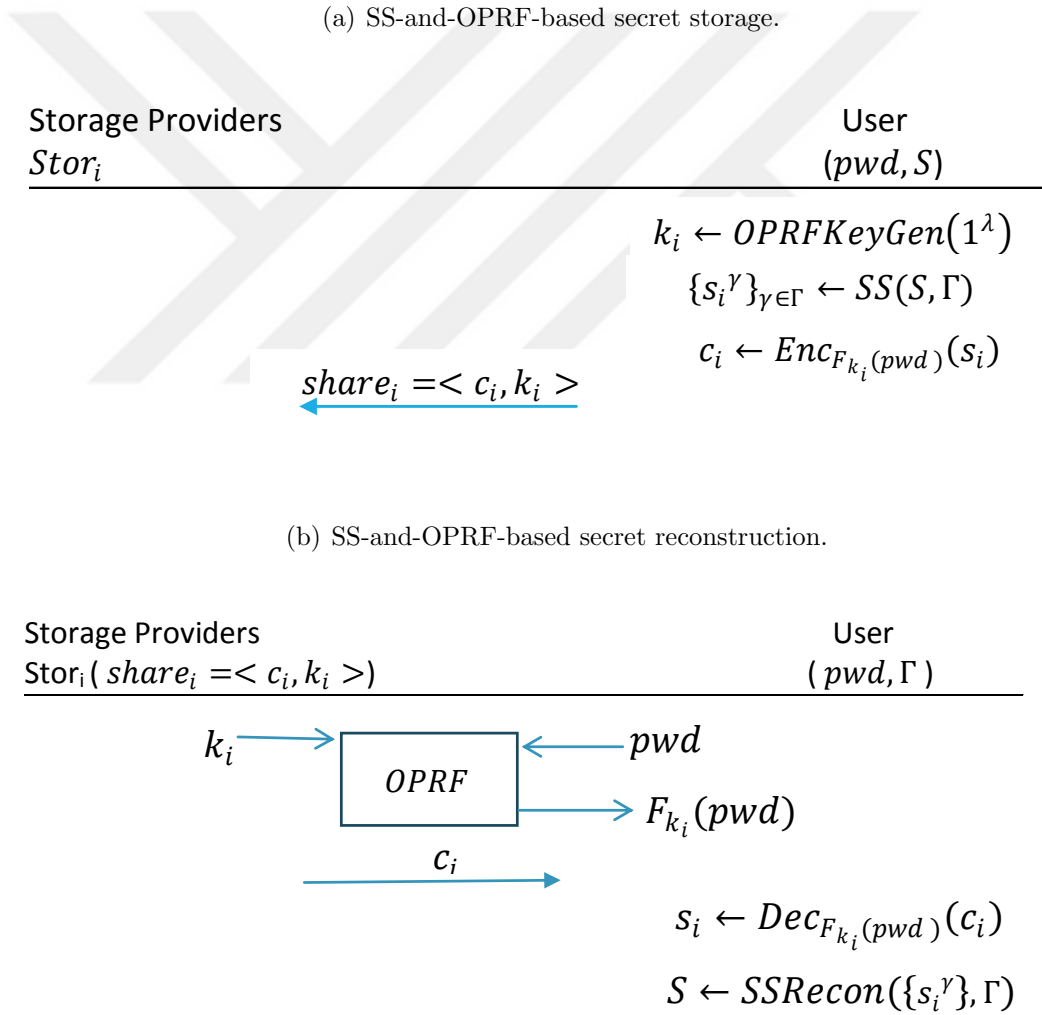 (a) SS-and-OPRF-based secret storage.
Storage Providers
Stor_i
User
(pwd, S)
k_i ← OPRFKeyGen(1^λ)
{s_i^γ}_{γ∈Γ} ← SS(S, Γ)
c_i ← Enc_{F_{k_i}(pwd)}(s_i)
share_i =< c_i, k_i >
(b) SS-and-OPRF-based secret reconstruction.
Storage Providers
Stor_i ( share_i =< c_i, k_i >)
User
( pwd, Γ )
k_i
OPRF
pwd
F_{k_i}(pwd)
c_i
s_i ← Dec_{F_{k_i}(pwd )}(c_i)
S ← SSRecon({s_i^γ}, Γ)